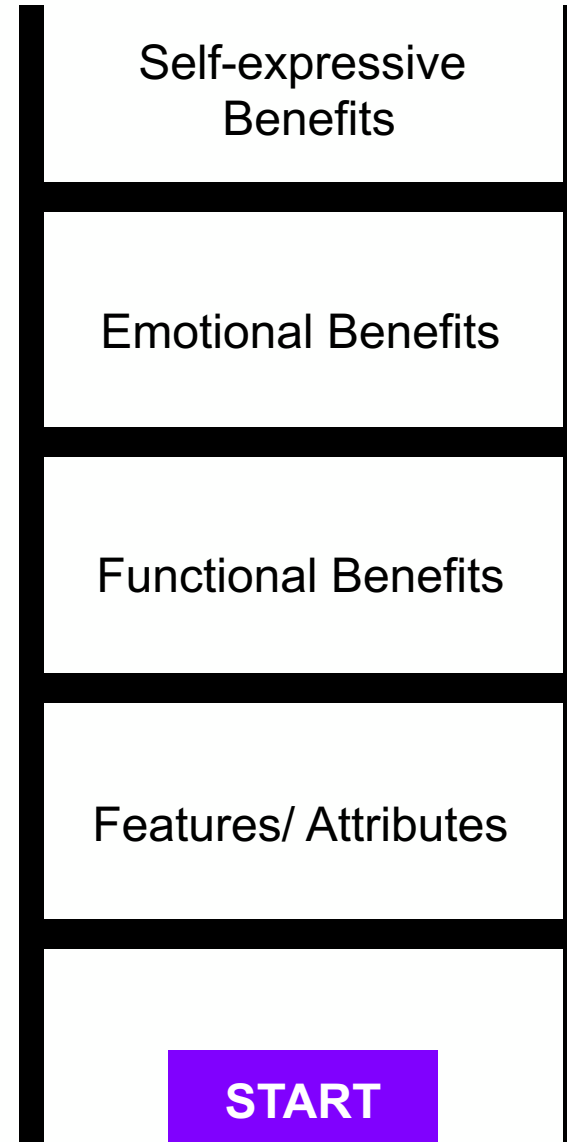 Self-expressive
Benefits
Emotional Benefits
Functional Benefits
Features/ Attributes
START